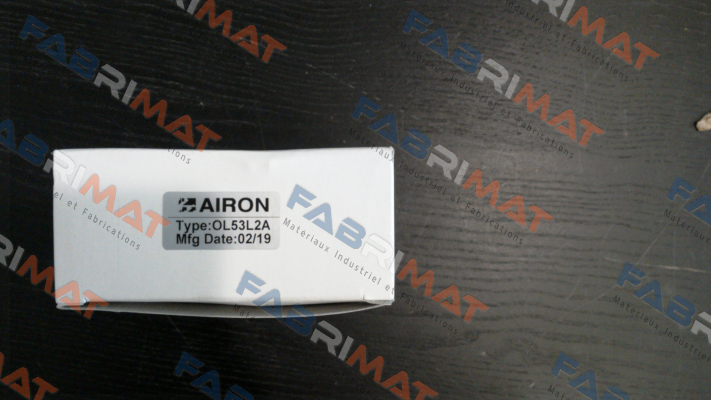 AIRON
Type:OL53L2A
Mfg Date:02/19
FABRIMAT
Materiaux Industriel et Fabrications